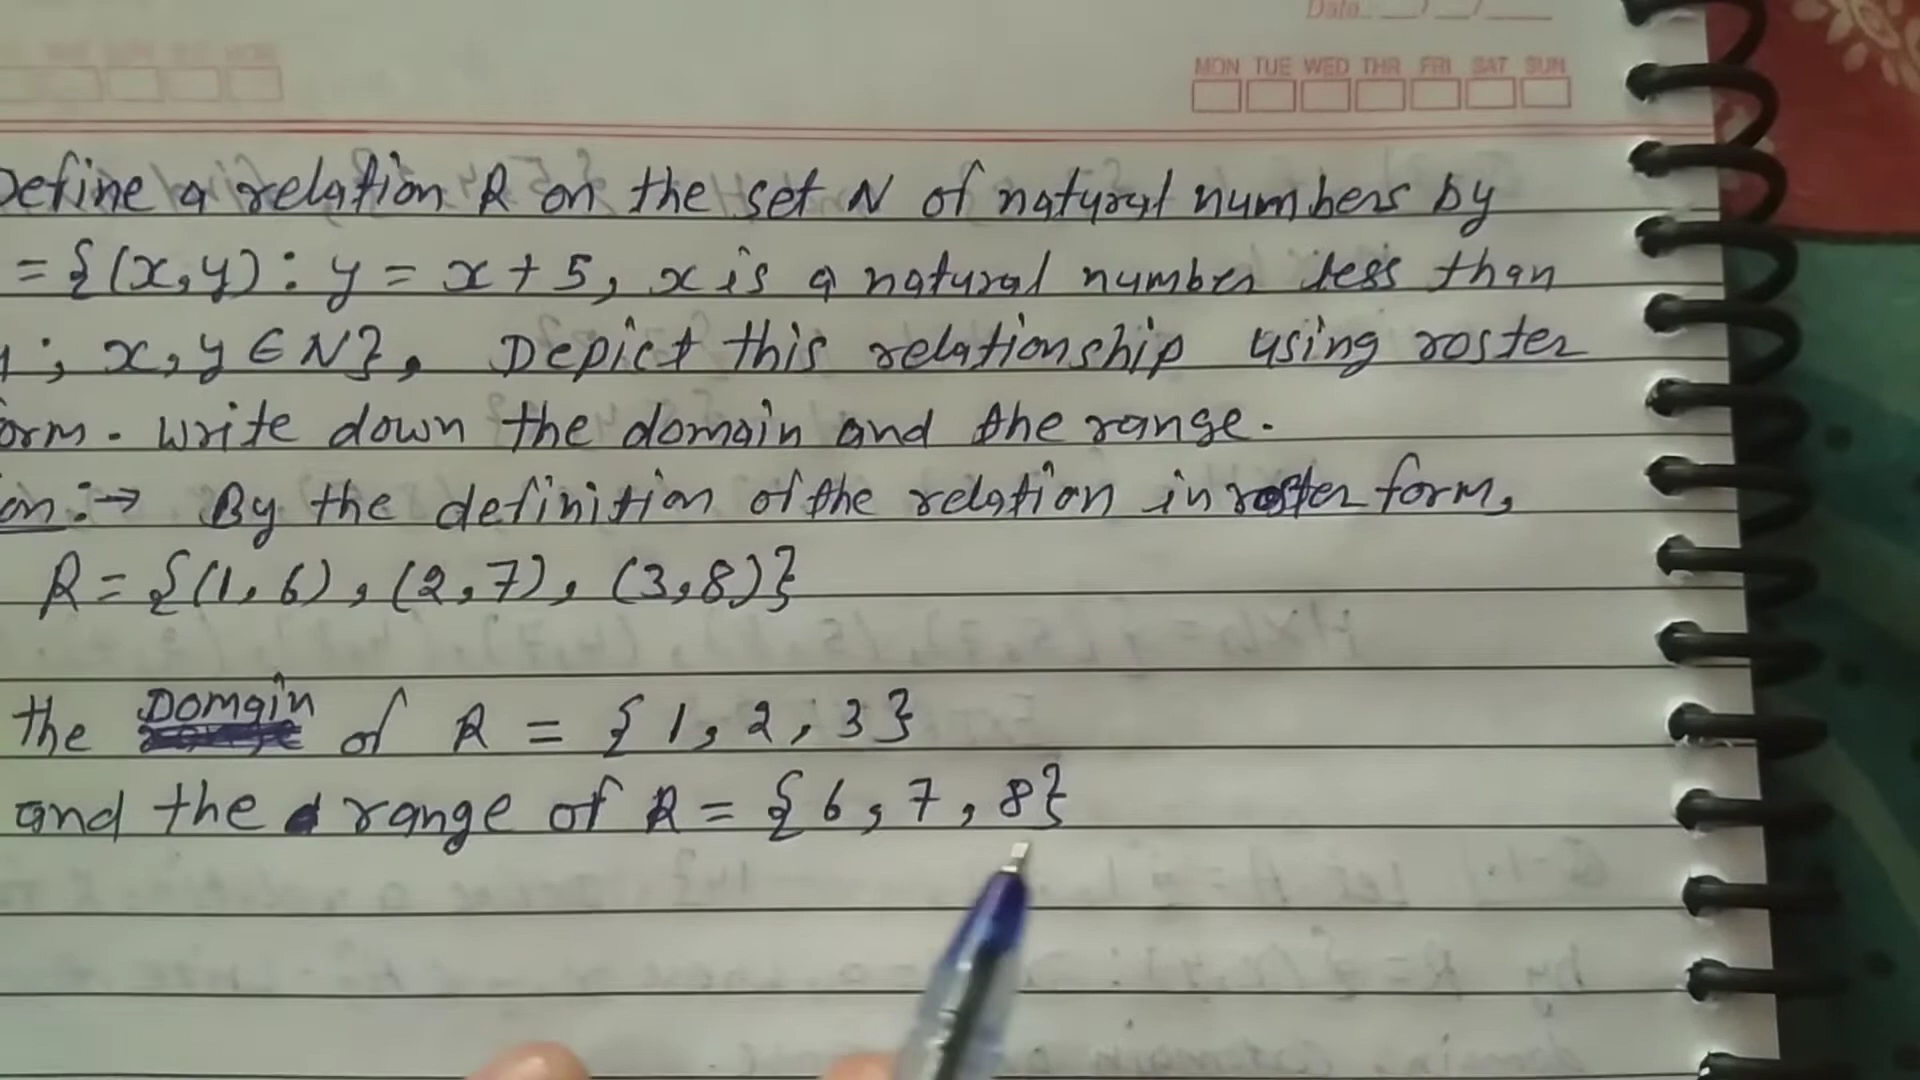 Date
MON TUE WED THR FRI SAT SUN
Define a relation R on the set N of natural numbers by
= {(x,y) : y = x + 5, x is a natural number less than
; x, y ∈ N}, Depict this relationship using roster
orm. write down the domain and the range.
on:→ By the definition of the relation in roster form,
R = {(1,6), (2,7), (3,8)}
the Domain of R = {1, 2, 3}
and the range of R = {6, 7, 8}